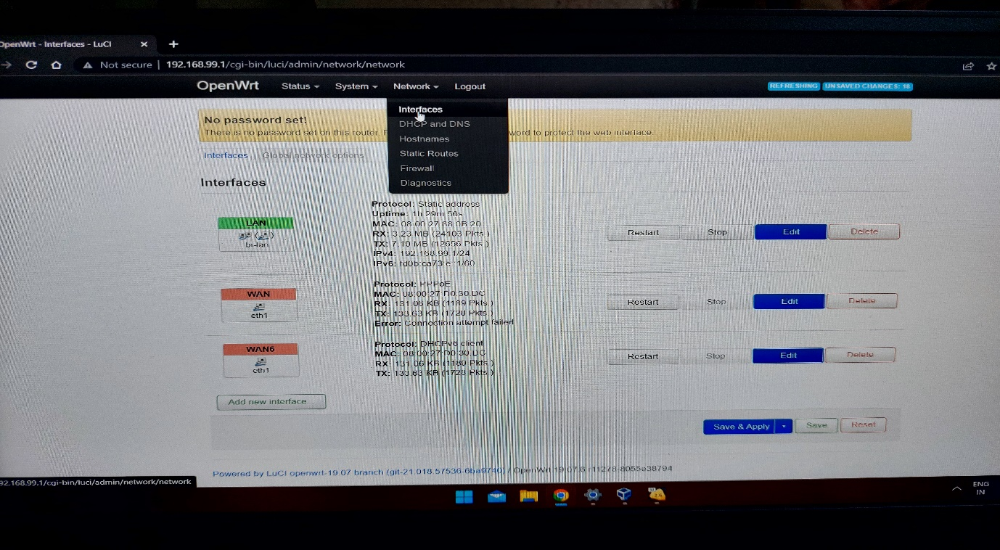 OpenWrt - Interfaces - LuCI
Not secure | 192.168.99.1/cgi-bin/luci/admin/network/network
OpenWrt Status System Network Logout REFRESHING UNSAVED CHANGES: 18
Interfaces
DHCP and DNS
Hostnames
Static Routes
Firewall
Diagnostics
No password set!
There is no password set on this router. word to protect the web interface.
Interfaces Global network options
Interfaces
LAN
br-lan
Protocol: Static address
Uptime: 1h 29m 56s
MAC: 08:00:27:88:0B:20
RX: 3.23 MB (24103 Pkts.)
TX: 7.19 MB (12656 Pkts.)
IPv4: 192.168.99.1/24
IPv6: fd0b:ca73:e::1/60
Restart Stop Edit Delete
WAN
eth1
Protocol: PPPoE
MAC: 08:00:27:D0:30:DC
RX: 131.06 KB (1189 Pkts.)
TX: 133.63 KB (1728 Pkts.)
Error: Connection attempt failed
Restart Stop Edit Delete
WAN6
eth1
Protocol: DHCPv6 client
MAC: 08:00:27:D0:30:DC
RX: 131.06 KB (1189 Pkts.)
TX: 133.63 KB (1728 Pkts.)
Restart Stop Edit Delete
Add new interface
Save & Apply Save Reset
Powered by LuCI openwrt-19.07 branch (git-21.018.57536-6ba9740) / OpenWrt 19.07.6 r11278-8055e38794
92.168.99.1/cgi-bin/luci/admin/network/network
ENG
IN